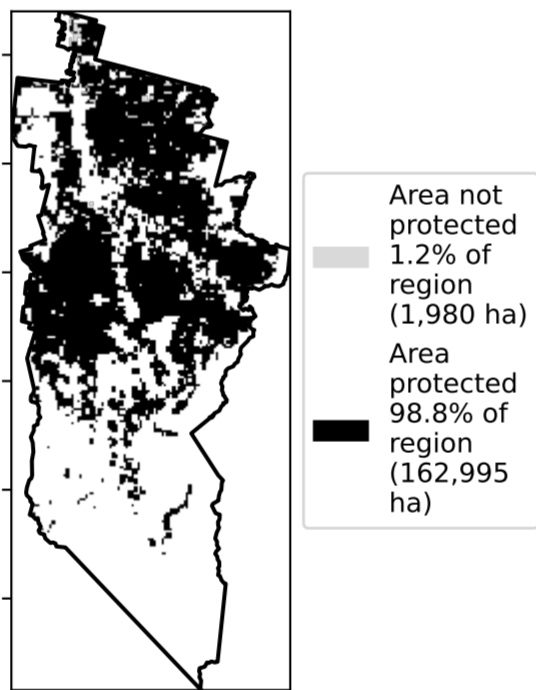 Area not
protected
1.2% of
region
(1,980 ha)
Area
protected
98.8% of
region
(162,995
ha)